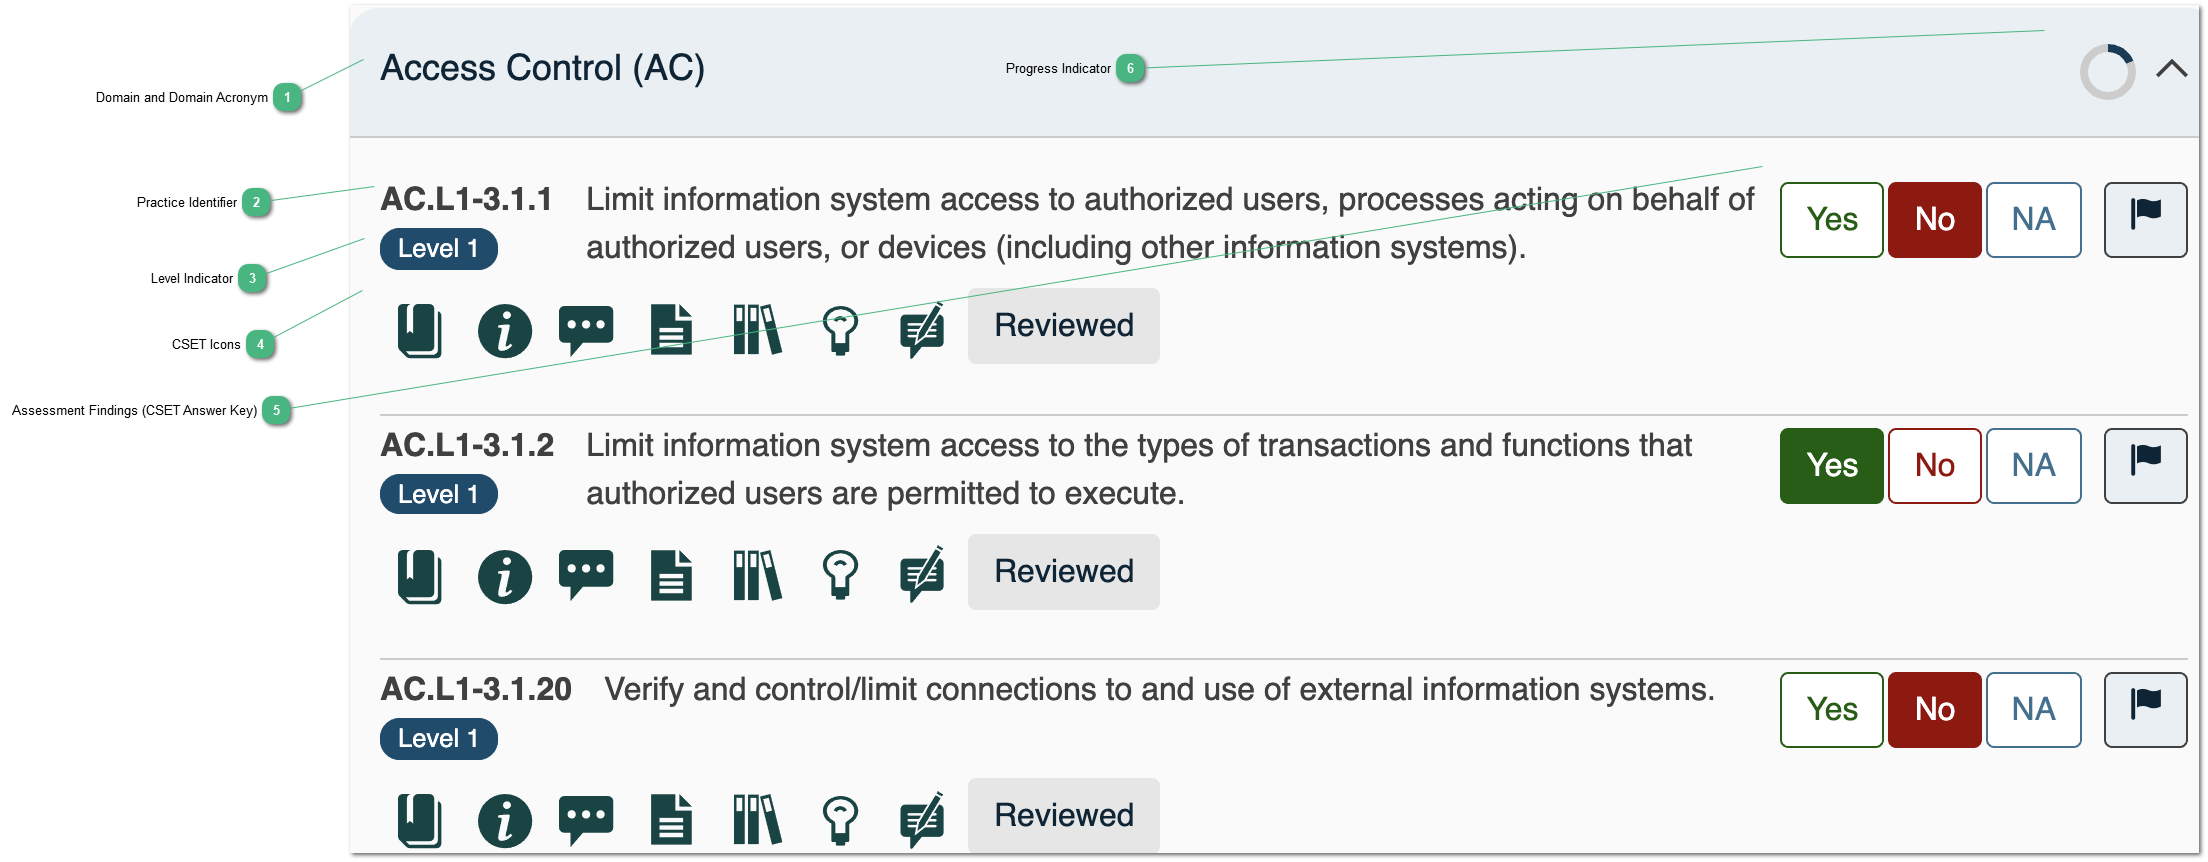 Access Control (AC)
Progress Indicator 6
Domain and Domain Acronym 1
Practice Identifier 2
AC.L1-3.1.1 Limit information system access to authorized users, processes acting on behalf of
authorized users, or devices (including other information systems).
Level 1
Yes No NA
Level Indicator 3
CSET Icons 4
Reviewed
Assessment Findings (CSET Answer Key) 5
AC.L1-3.1.2 Limit information system access to the types of transactions and functions that
authorized users are permitted to execute.
Level 1
Yes No NA
Reviewed
AC.L1-3.1.20 Verify and control/limit connections to and use of external information systems.
Level 1
Yes No NA
Reviewed